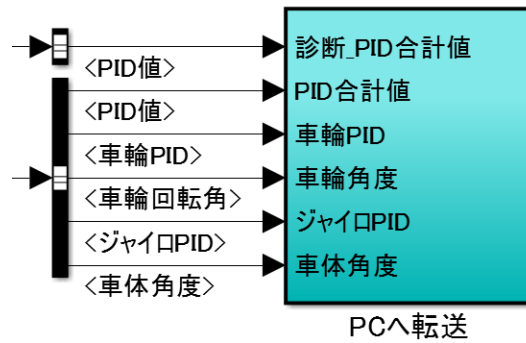 診断_PID合計値
<PID値>
PID合計値
<PID値>
車輪PID
<車輪PID>
車輪角度
<車輪回転角>
ジャイロPID
<ジャイロPID>
車体角度
<車体角度>
PCへ転送